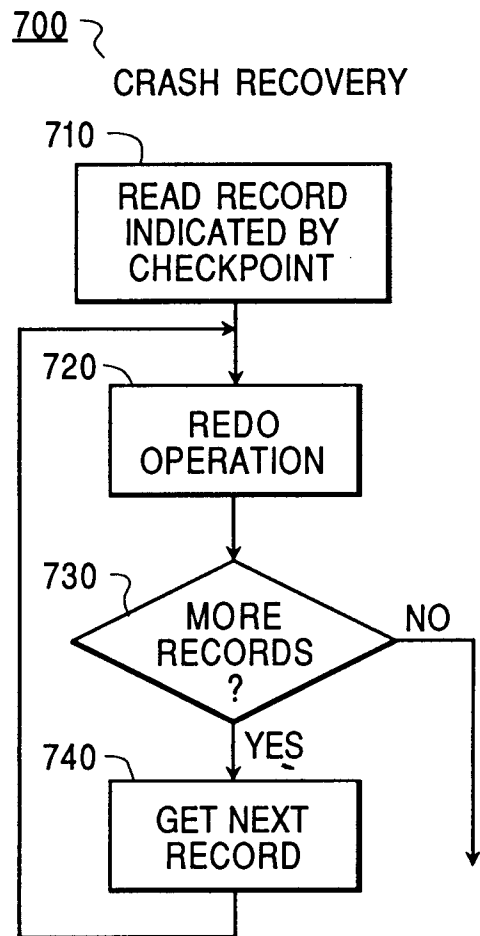 700
CRASH RECOVERY
710
READ RECORD
INDICATED BY
CHECKPOINT
720
REDO
OPERATION
730
MORE
RECORDS
?
NO
YES
740
GET NEXT
RECORD